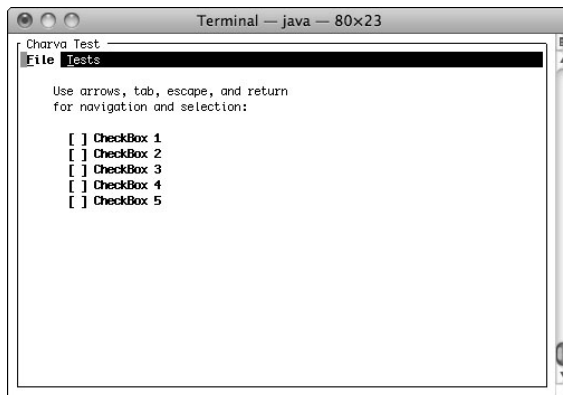 Terminal — java — 80×23
Charva Test
File Tests
Use arrows, tab, escape, and return
for navigation and selection:
[ ] CheckBox 1
[ ] CheckBox 2
[ ] CheckBox 3
[ ] CheckBox 4
[ ] CheckBox 5